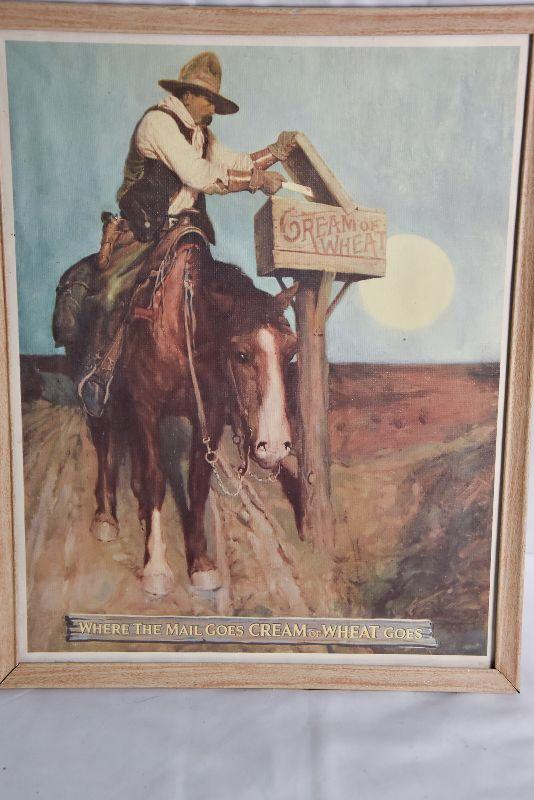 CREAM OF
WHEAT
WHERE THE MAIL GOES CREAM OF WHEAT GOES